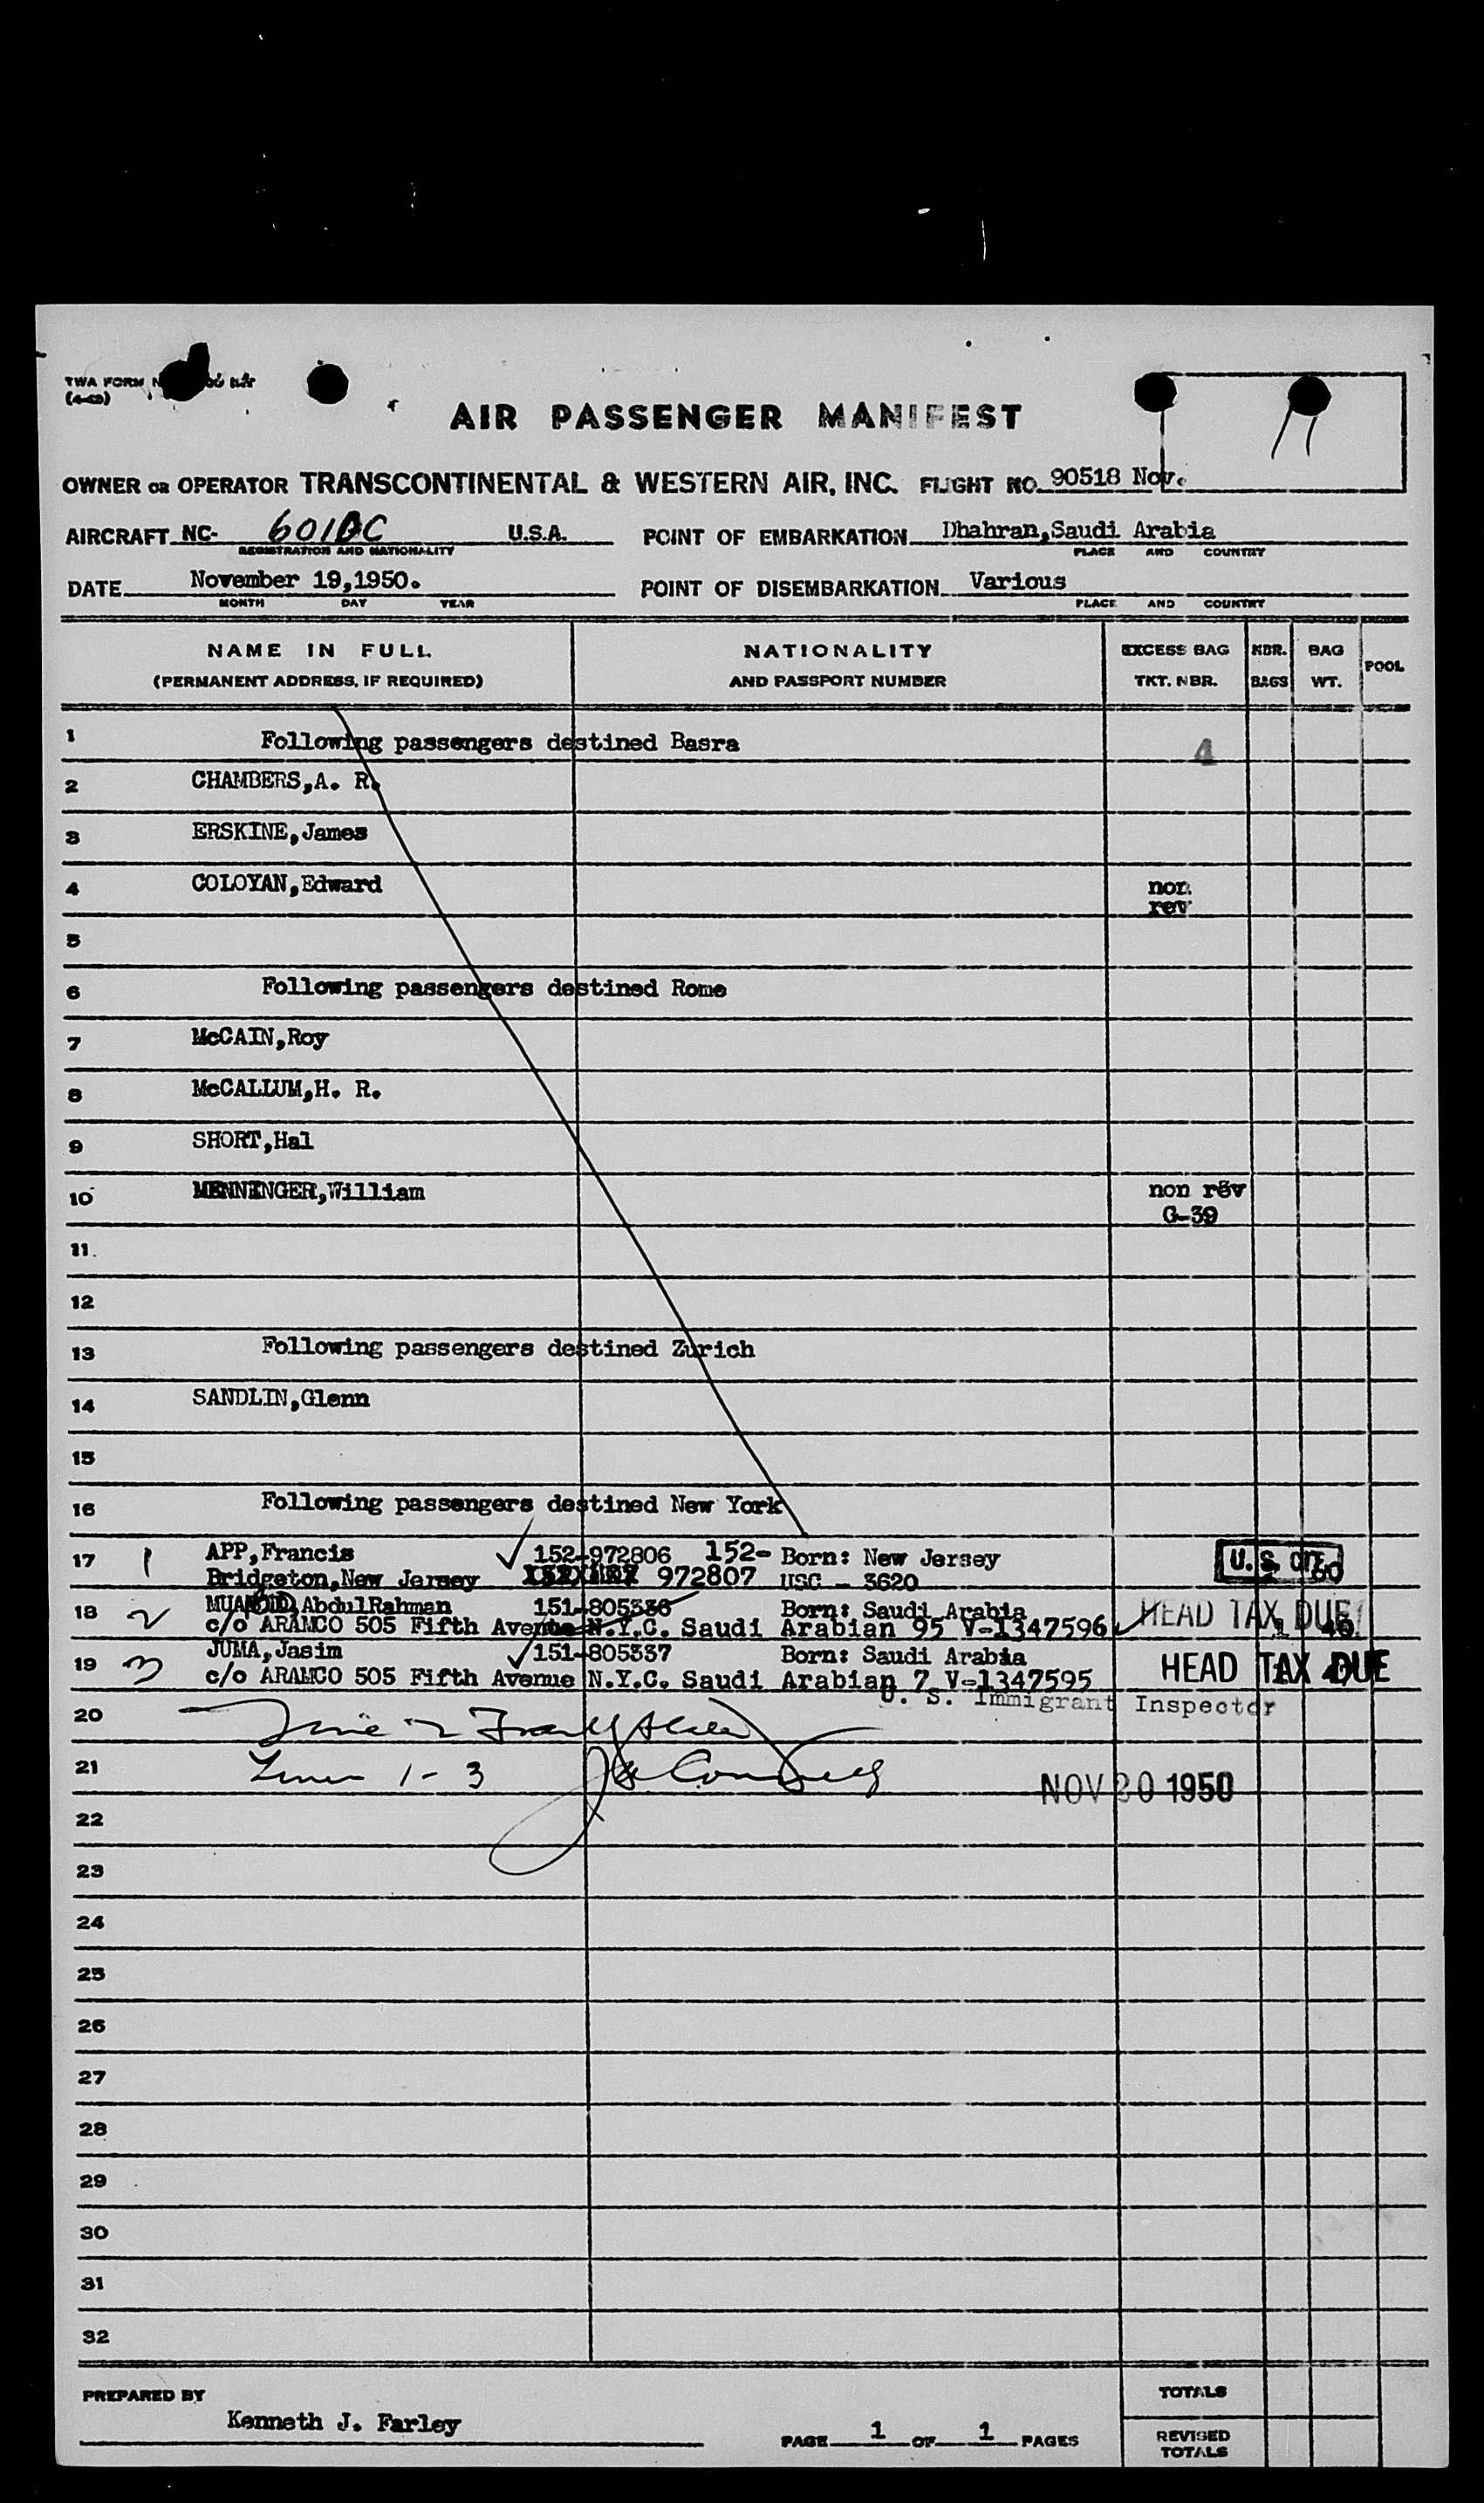 TWA FORM
AIR PASSENGER MANIFEST
OWNER OR OPERATOR TRANSCONTINENTAL & WESTERN AIR, INC. FLIGHT NO. 90518 Nov.
AIRCRAFT NC- U.S.A. POINT OF EMBARKATION Dhahran,Saudi Arabia
REGISTRATION AND NATIONALITY PLACE AND COUNTRY
DATE November 19,1950. POINT OF DISEMBARKATION Various
MONTH DAY YEAR PLACE AND COUNTRY
NAME IN FULL NATIONALITY EXCESS BAG NBR. BAG POOL
(PERMANENT ADDRESS, IF REQUIRED) AND PASSPORT NUMBER TKT. NBR. BAGS WT.
1 Following passengers destined Basra 4
2 CHAMBERS,A. R.
3 ERSKINE,James
4 COLOYAN,Edward non
rev
5
6 Following passengers destined Rome
7 McCAIN,Roy
8 McCALLUM,H. R.
9 SHORT,Hal
10 MENNINGER,William non rev
G-39
11
12
13 Following passengers destined Zurich
14 SANDLIN,Glenn
15
16 Following passengers destined New York
17 1 APP,Francis 152-972806 152- Born: New Jersey U.S. CIT.
Bridgeton,New Jersey 972807 USC - 3620
18 2 AbdulRahman 151-805336 Born: Saudi Arabia HEAD TAX DUE
c/o ARAMCO 505 Fifth Avenue N.Y.C. Saudi Arabian 95 V-1347596
19 3 JUMA,Jasim 151-805337 Born: Saudi Arabia HEAD TAX DUE
c/o ARAMCO 505 Fifth Avenue N.Y.C. Saudi Arabian 7 V-1347595
U. S. Immigrant Inspector
20
21 1-3 NOV 20 1950
22
23
24
25
26
27
28
29
30
31
32
PREPARED BY TOTALS
Kenneth J. Farley
PAGE 1 OF 1 PAGES REVISED
TOTALS